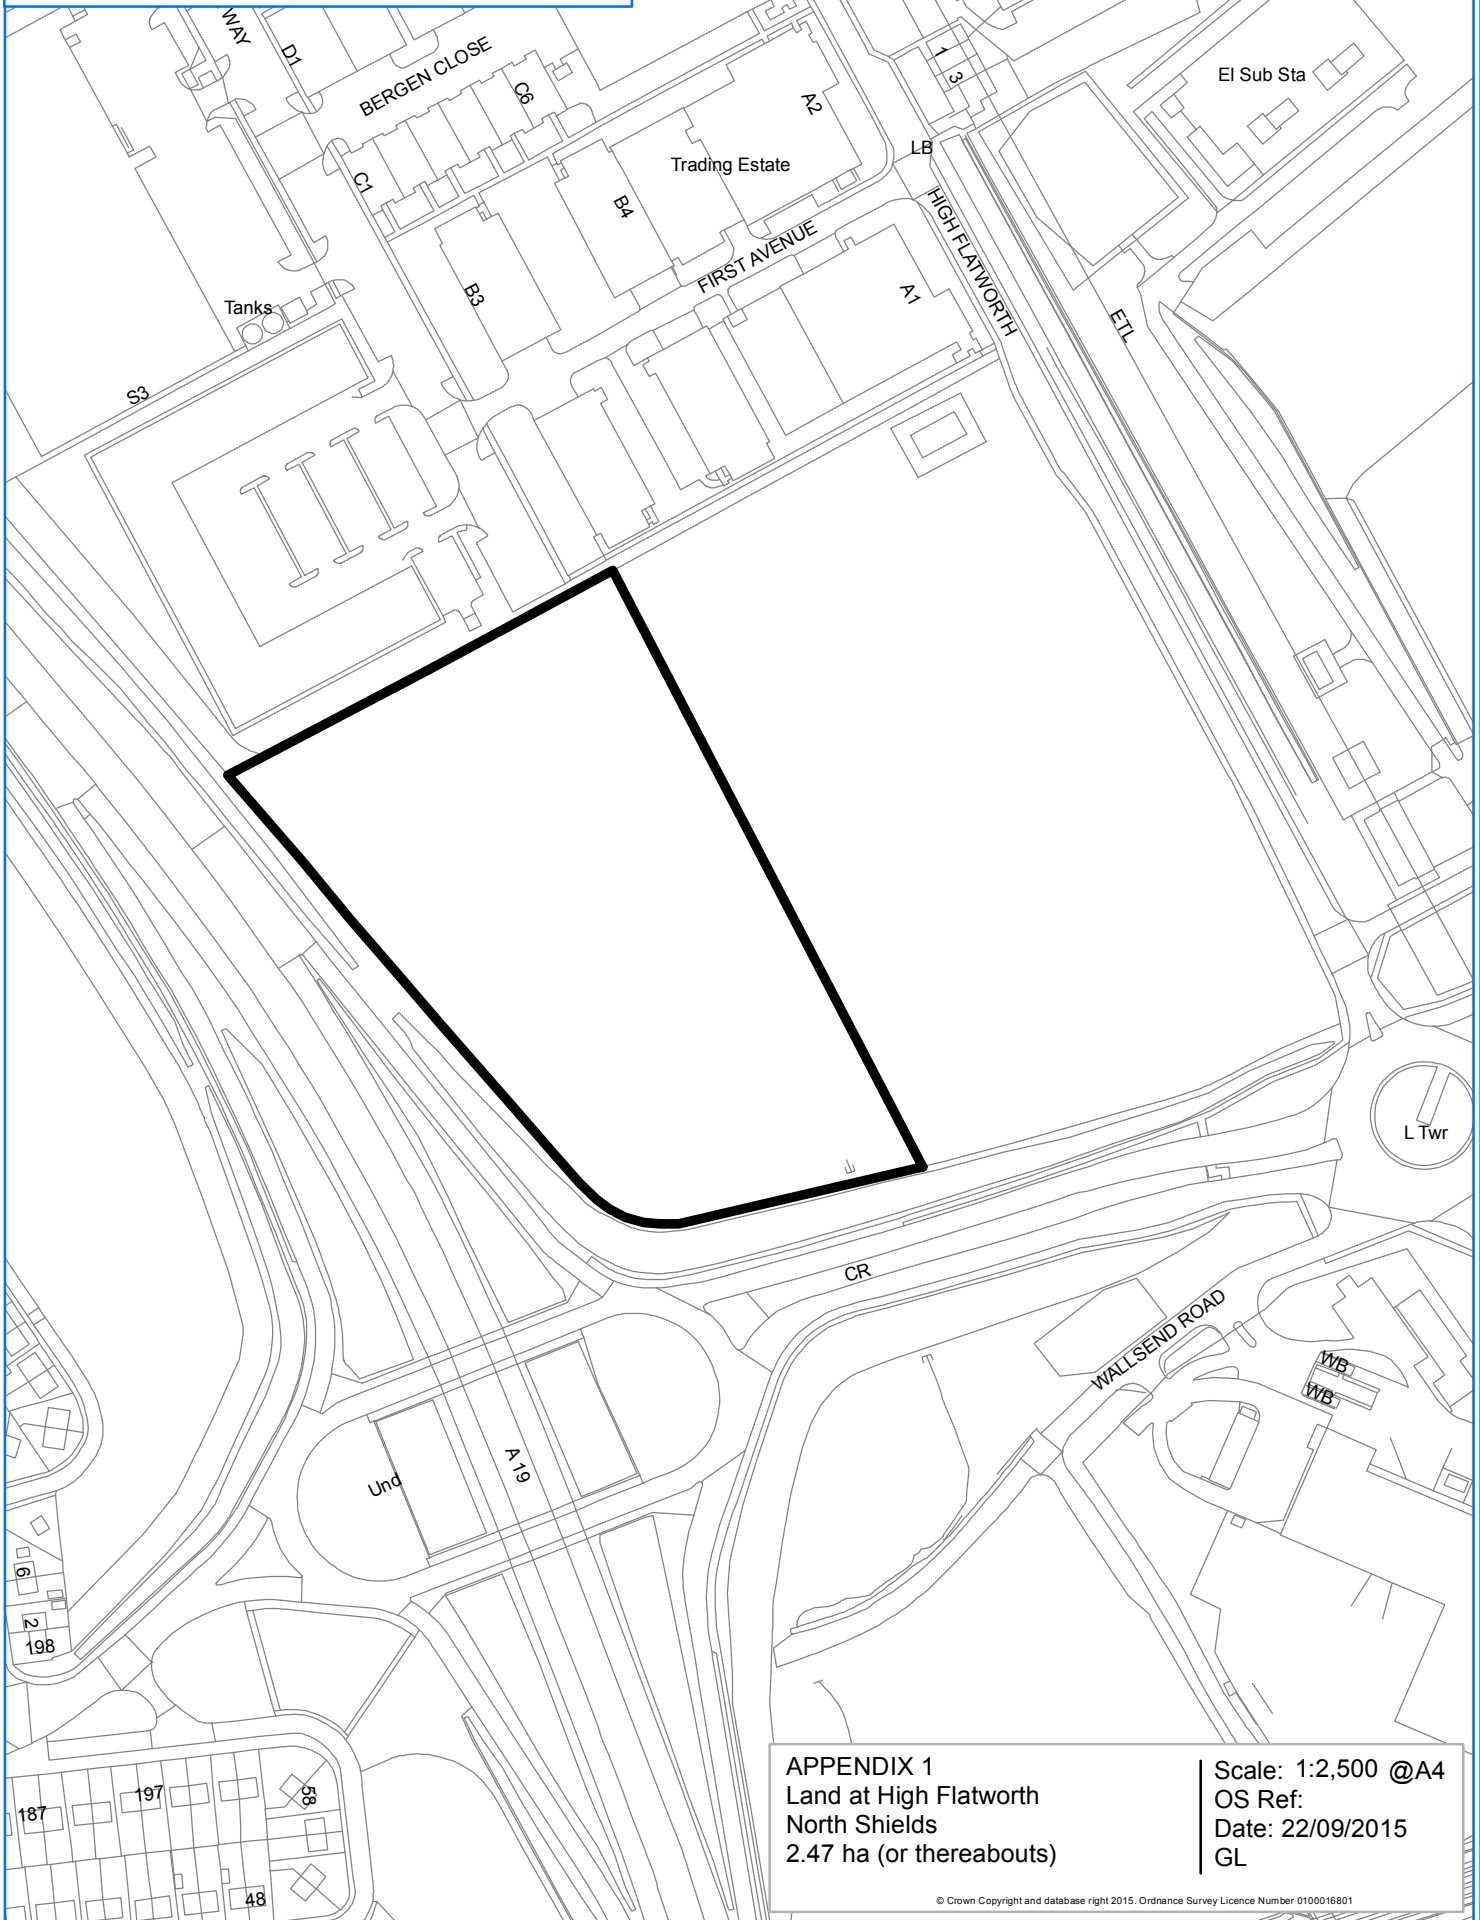 WAY
D1
BERGEN CLOSE
C6
A2
1
3
El Sub Sta
LB
Trading Estate
C1
B4
HIGH FLATWORTH
FIRST AVENUE
B3
A1
ETL
Tanks
S3
L Twr
CR
WALLSEND ROAD
WB
WB
A 19
Und
6
2
198
197
58
187
48
APPENDIX 1
Land at High Flatworth
North Shields
2.47 ha (or thereabouts)
Scale: 1:2,500 @A4
OS Ref:
Date: 22/09/2015
GL
© Crown Copyright and database right 2015. Ordnance Survey Licence Number 0100016801